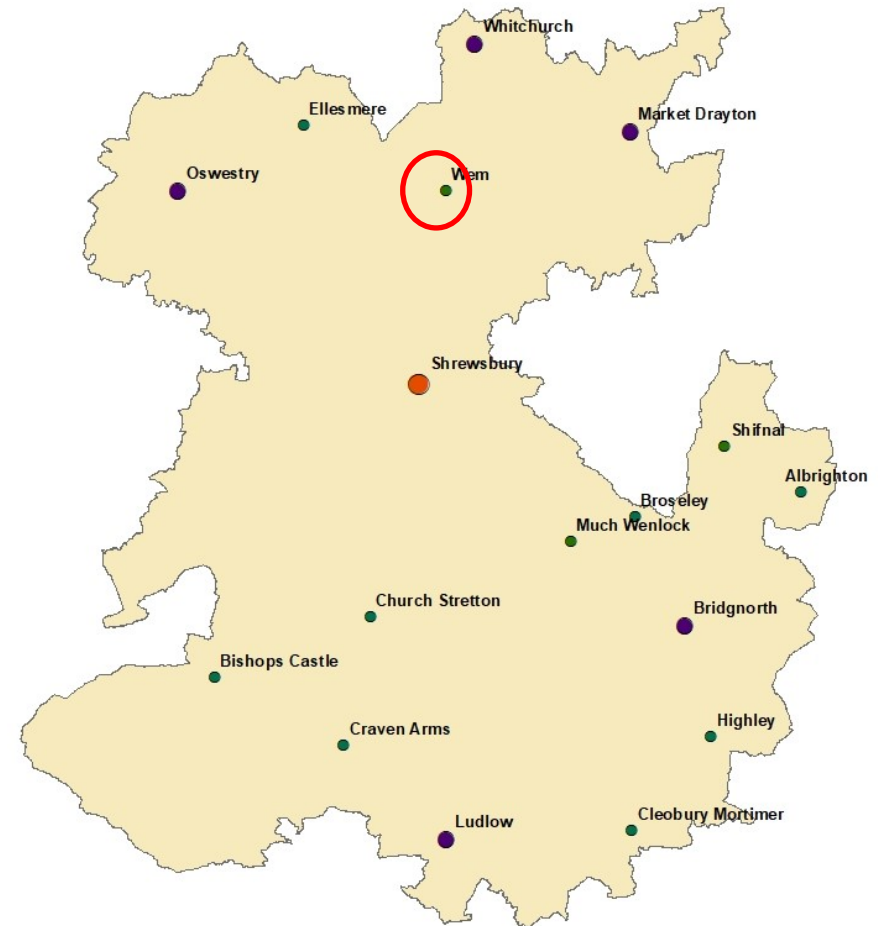 Whitchurch
Ellesmere
Market Drayton
Oswestry
Wem
Shrewsbury
Shifnal
Albrighton
Broseley
Much Wenlock
Church Stretton
Bridgnorth
Bishops Castle
Highley
Craven Arms
Ludlow
Cleobury Mortimer